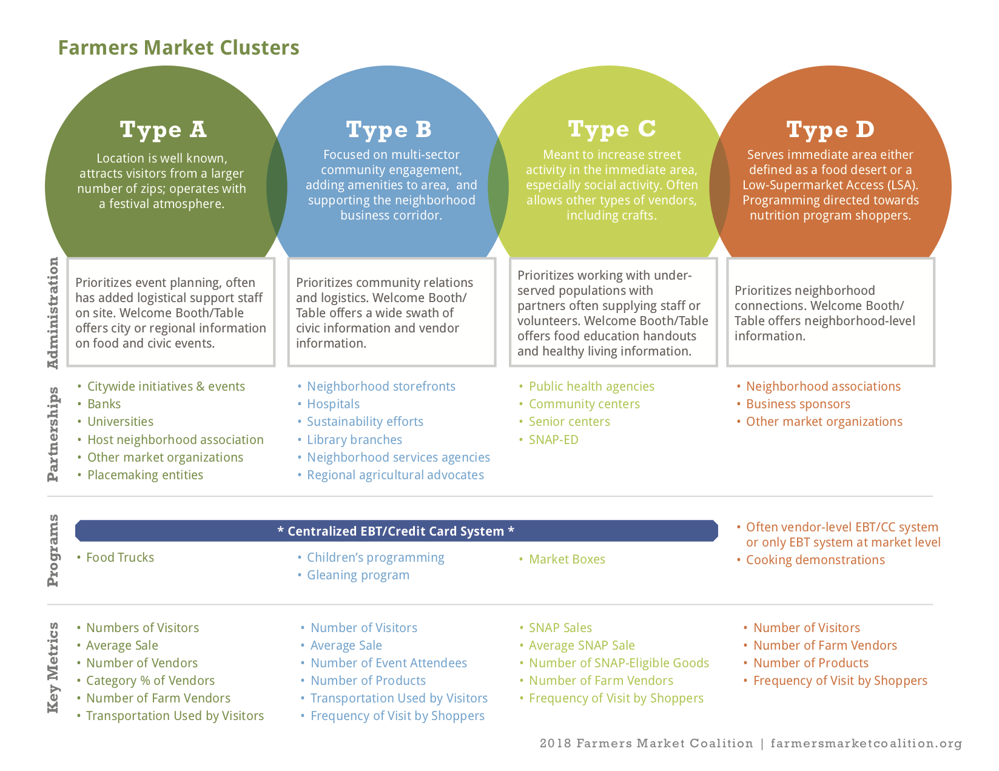 Farmers Market Clusters
Type A
Location is well known,
attracts visitors from a larger
number of zips; operates with
a festival atmosphere.
Type B
Focused on multi-sector
community engagement,
adding amenities to area, and
supporting the neighborhood
business corridor.
Type C
Meant to increase street
activity in the immediate area,
especially social activity. Often
allows other types of vendors,
including crafts.
Type D
Serves immediate area either
defined as a food desert or a
Low-Supermarket Access (LSA).
Programming directed towards
nutrition program shoppers.
Administration
Prioritizes event planning, often
has added logistical support staff
on site. Welcome Booth/Table
offers city or regional information
on food and civic events.
Prioritizes community relations
and logistics. Welcome Booth/
Table offers a wide swath of
civic information and vendor
information.
Prioritizes working with under-
served populations with
partners often supplying staff or
volunteers. Welcome Booth/Table
offers food education handouts
and healthy living information.
Prioritizes neighborhood
connections. Welcome Booth/
Table offers neighborhood-level
information.
Partnerships
• Citywide initiatives & events
• Banks
• Universities
• Host neighborhood association
• Other market organizations
• Placemaking entities
• Neighborhood storefronts
• Hospitals
• Sustainability efforts
• Library branches
• Neighborhood services agencies
• Regional agricultural advocates
• Public health agencies
• Community centers
• Senior centers
• SNAP-ED
• Neighborhood associations
• Business sponsors
• Other market organizations
Programs
* Centralized EBT/Credit Card System *
• Food Trucks
• Children’s programming
• Gleaning program
• Market Boxes
• Often vendor-level EBT/CC system
or only EBT system at market level
• Cooking demonstrations
Key Metrics
• Numbers of Visitors
• Average Sale
• Number of Vendors
• Category % of Vendors
• Number of Farm Vendors
• Transportation Used by Visitors
• Number of Visitors
• Average Sale
• Number of Event Attendees
• Number of Products
• Transportation Used by Visitors
• Frequency of Visit by Shoppers
• SNAP Sales
• Average SNAP Sale
• Number of SNAP-Eligible Goods
• Number of Farm Vendors
• Frequency of Visit by Shoppers
• Number of Visitors
• Number of Farm Vendors
• Number of Products
• Frequency of Visit by Shoppers
2018 Farmers Market Coalition | farmersmarketcoalition.org